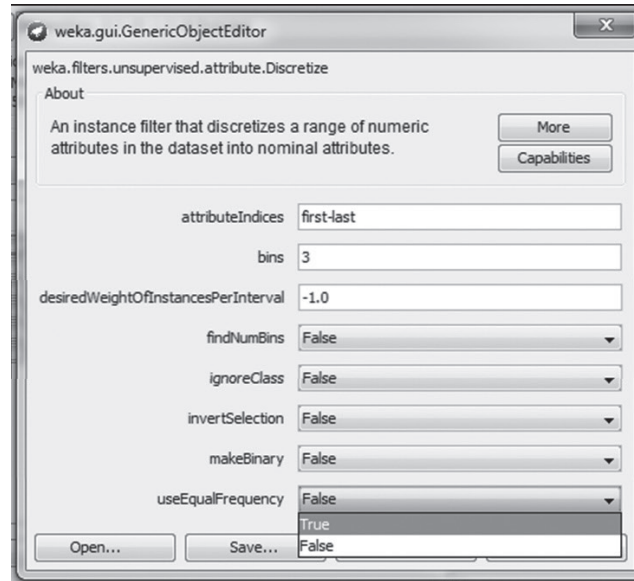 weka.gui.GenericObjectEditor
weka.filters.unsupervised.attribute.Discretize
About
An instance filter that discretizes a range of numeric
attributes in the dataset into nominal attributes.
More
Capabilities
attributeIndices first-last
bins 3
desiredWeightOfInstancesPerInterval -1.0
findNumBins False
ignoreClass False
invertSelection False
makeBinary False
useEqualFrequency False
True
False
Open... Save...